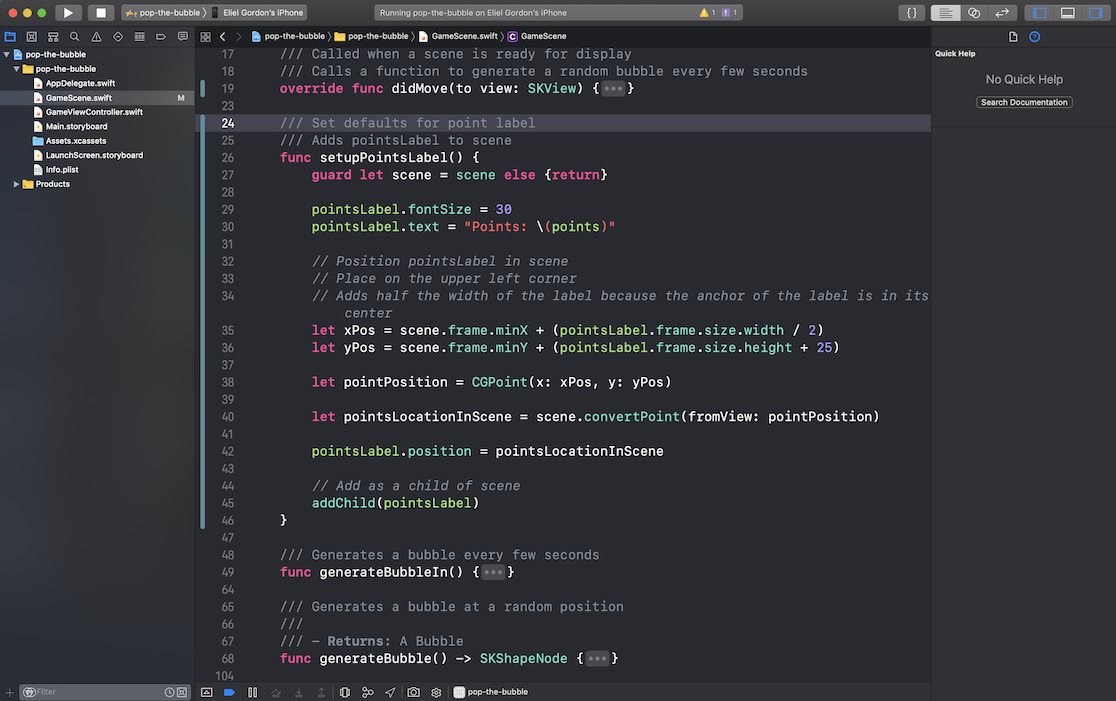 pop-the-bubble 〉 Eliel Gordon's iPhone
Running pop-the-bubble on Eliel Gordon's iPhone
1 1
{}
pop-the-bubble 〉 pop-the-bubble 〉 GameScene.swift 〉 C GameScene
pop-the-bubble
pop-the-bubble
AppDelegate.swift
GameScene.swift M
GameViewController.swift
Main.storyboard
Assets.xcassets
LaunchScreen.storyboard
Info.plist
Products
Filter
17 /// Called when a scene is ready for display
18 /// Calls a function to generate a random bubble every few seconds
19 override func didMove(to view: SKView) {•••}
23
24 /// Set defaults for point label
25 /// Adds pointsLabel to scene
26 func setupPointsLabel() {
27 guard let scene = scene else {return}
28
29 pointsLabel.fontSize = 30
30 pointsLabel.text = "Points: \(points)"
31
32 // Position pointsLabel in scene
33 // Place on the upper left corner
34 // Adds half the width of the label because the anchor of the label is in its
center
35 let xPos = scene.frame.minX + (pointsLabel.frame.size.width / 2)
36 let yPos = scene.frame.minY + (pointsLabel.frame.size.height + 25)
37
38 let pointPosition = CGPoint(x: xPos, y: yPos)
39
40 let pointsLocationInScene = scene.convertPoint(fromView: pointPosition)
41
42 pointsLabel.position = pointsLocationInScene
43
44 // Add as a child of scene
45 addChild(pointsLabel)
46 }
47
48 /// Generates a bubble every few seconds
49 func generateBubbleIn() {•••}
64
65 /// Generates a bubble at a random position
66 ///
67 /// - Returns: A Bubble
68 func generateBubble() -> SKShapeNode {•••}
104
pop-the-bubble
Quick Help
No Quick Help
Search Documentation